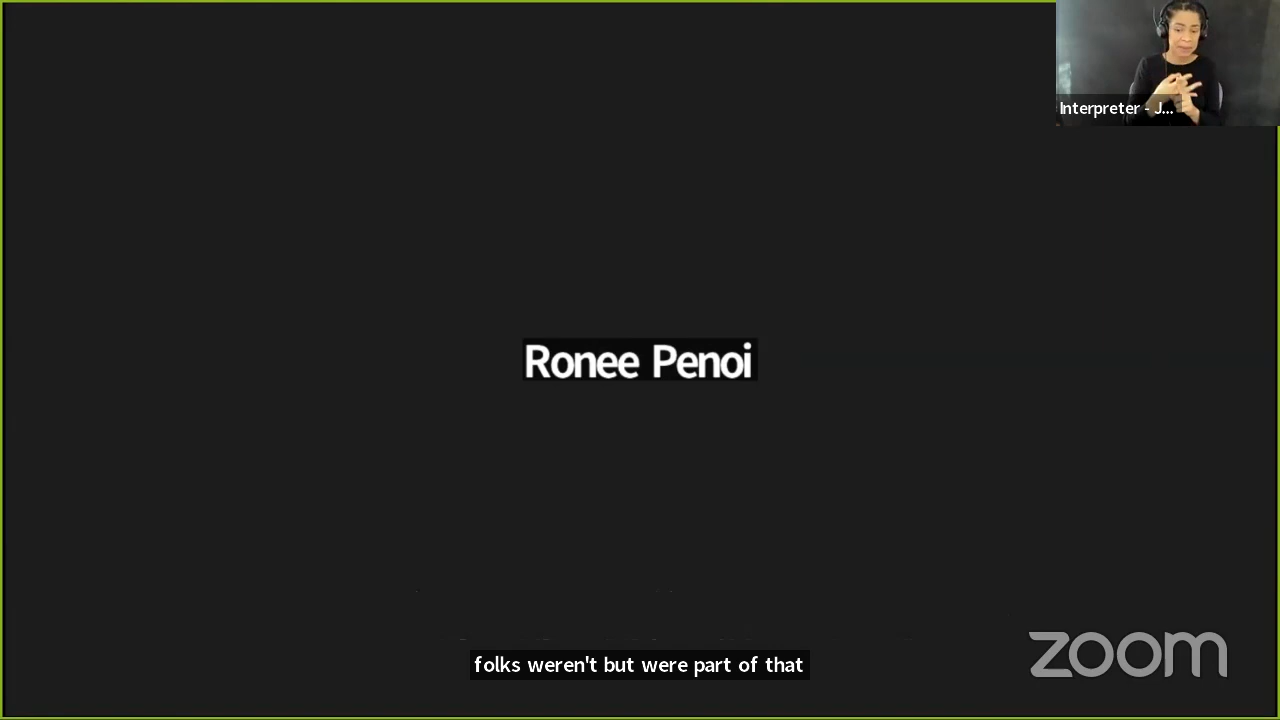 Interpreter - J...
Ronee Penoi
folks weren't but were part of that
zoom